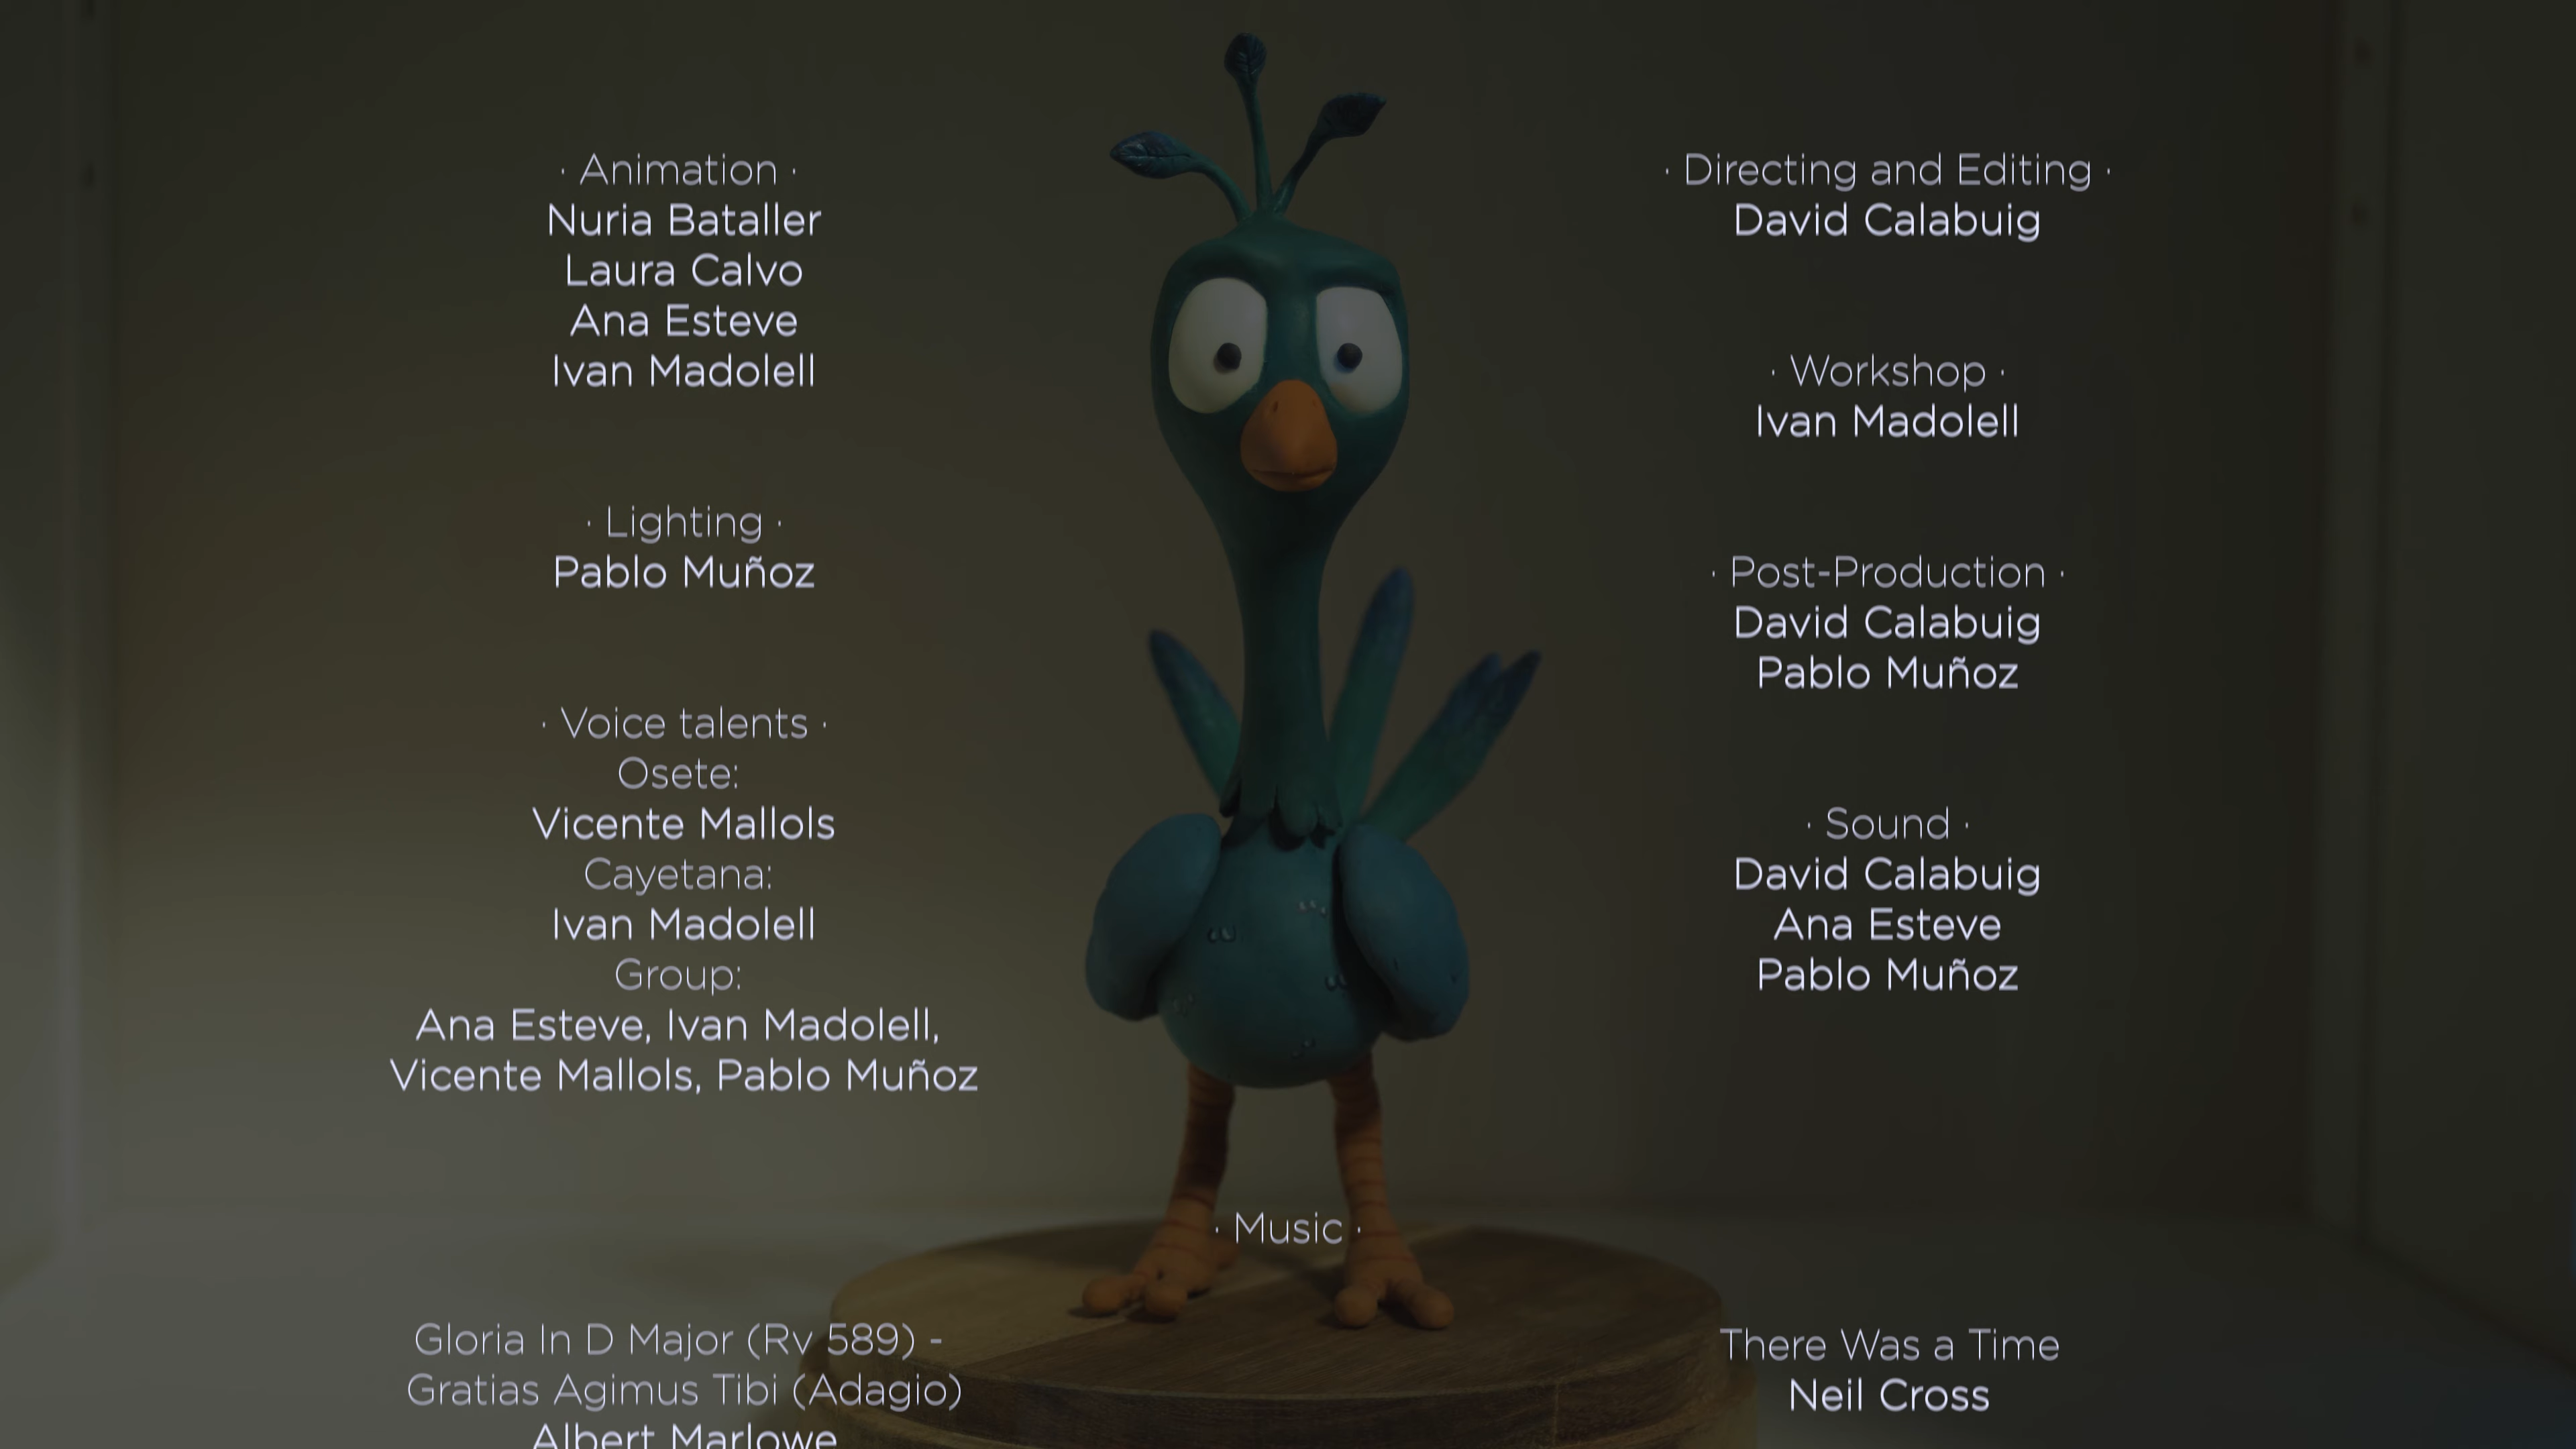 · Animation ·
Nuria Bataller
Laura Calvo
Ana Esteve
Ivan Madolell
· Lighting ·
Pablo Muñoz
· Voice talents ·
Osete:
Vicente Mallols
Cayetana:
Ivan Madolell
Group:
Ana Esteve, Ivan Madolell,
Vicente Mallols, Pablo Muñoz
· Directing and Editing ·
David Calabuig
· Workshop ·
Ivan Madolell
· Post-Production ·
David Calabuig
Pablo Muñoz
· Sound ·
David Calabuig
Ana Esteve
Pablo Muñoz
· Music ·
Gloria In D Major (Rv 589) -
Gratias Agimus Tibi (Adagio)
Albert Marlowe
There Was a Time
Neil Cross